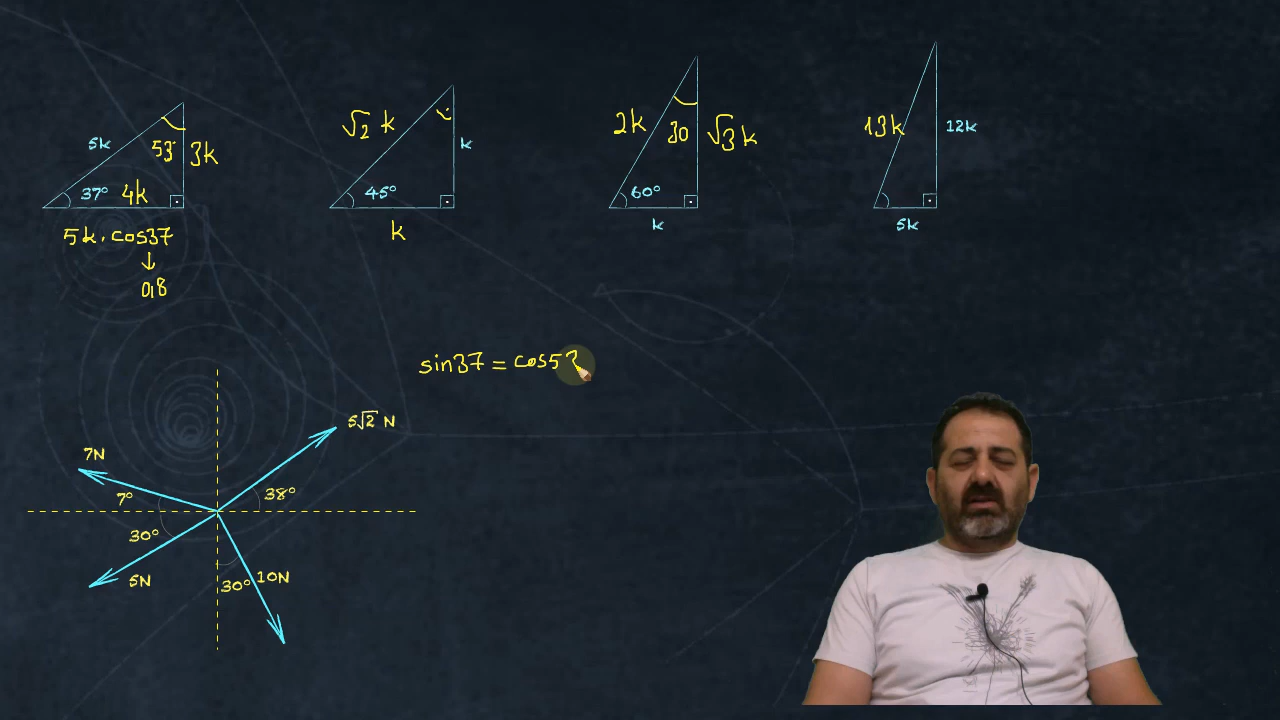 5k 53° 3k
37° 4k
5k.cos37
↓
0,8
√2 k k
45°
k
2k 30 √3 k
60°
k
13k 12k
5k
sin37 = cos53
5√2 N
7N
7° 38°
30°
5N 30° 10N